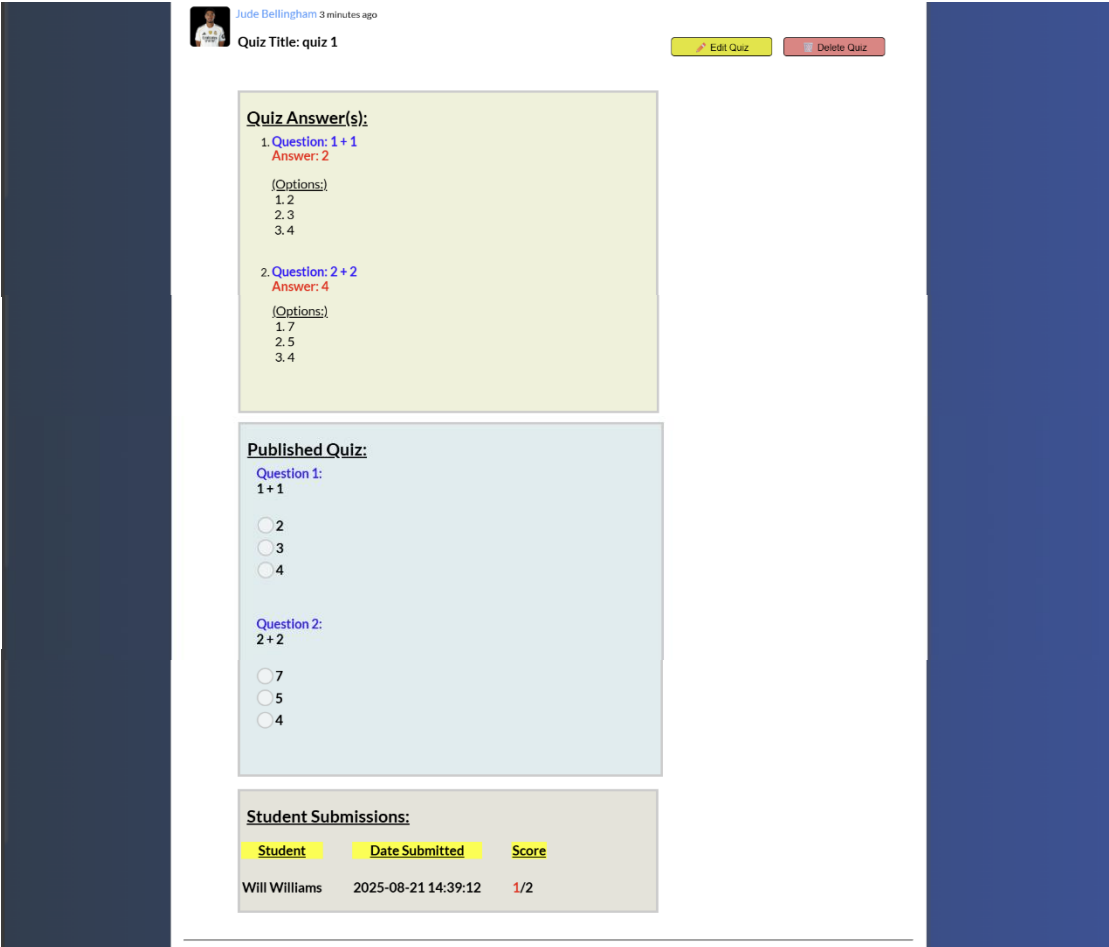 Jude Bellingham 3 minutes ago
Quiz Title: quiz 1
Edit Quiz
Delete Quiz
Quiz Answer(s):
1. Question: 1 + 1
Answer: 2
(Options:)
1. 2
2. 3
3. 4
2. Question: 2 + 2
Answer: 4
(Options:)
1. 7
2. 5
3. 4
Published Quiz:
Question 1:
1 + 1
2
3
4
Question 2:
2 + 2
7
5
4
Student Submissions:
Student Date Submitted Score
Will Williams 2025-08-21 14:39:12 1/2